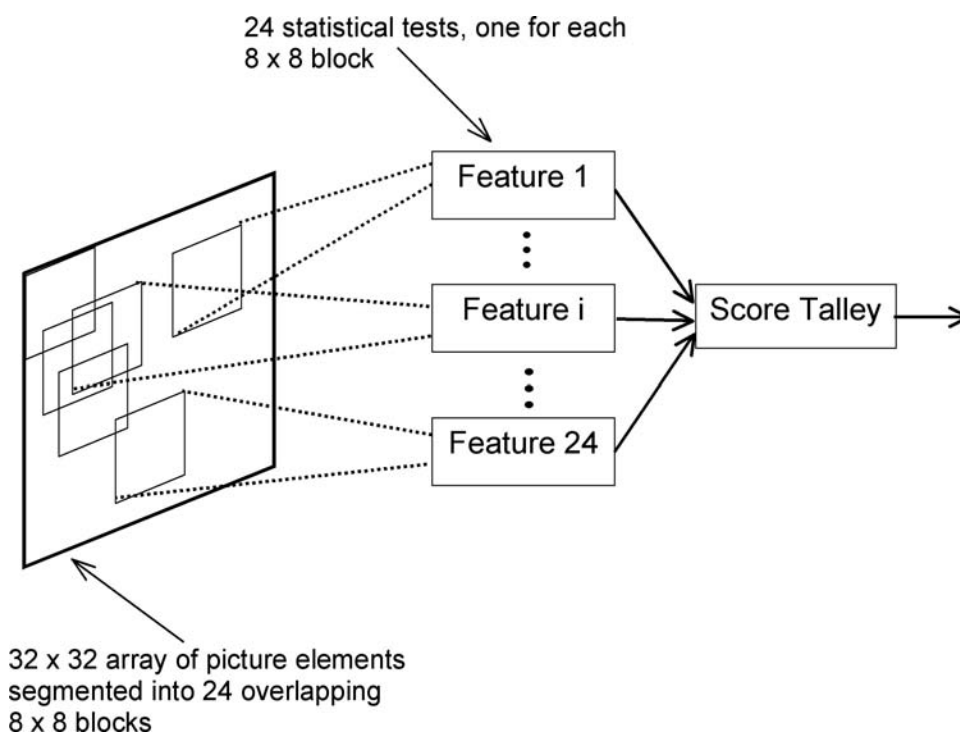 24 statistical tests, one for each
8 x 8 block
Feature 1
Feature i
Score Talley
Feature 24
32 x 32 array of picture elements
segmented into 24 overlapping
8 x 8 blocks